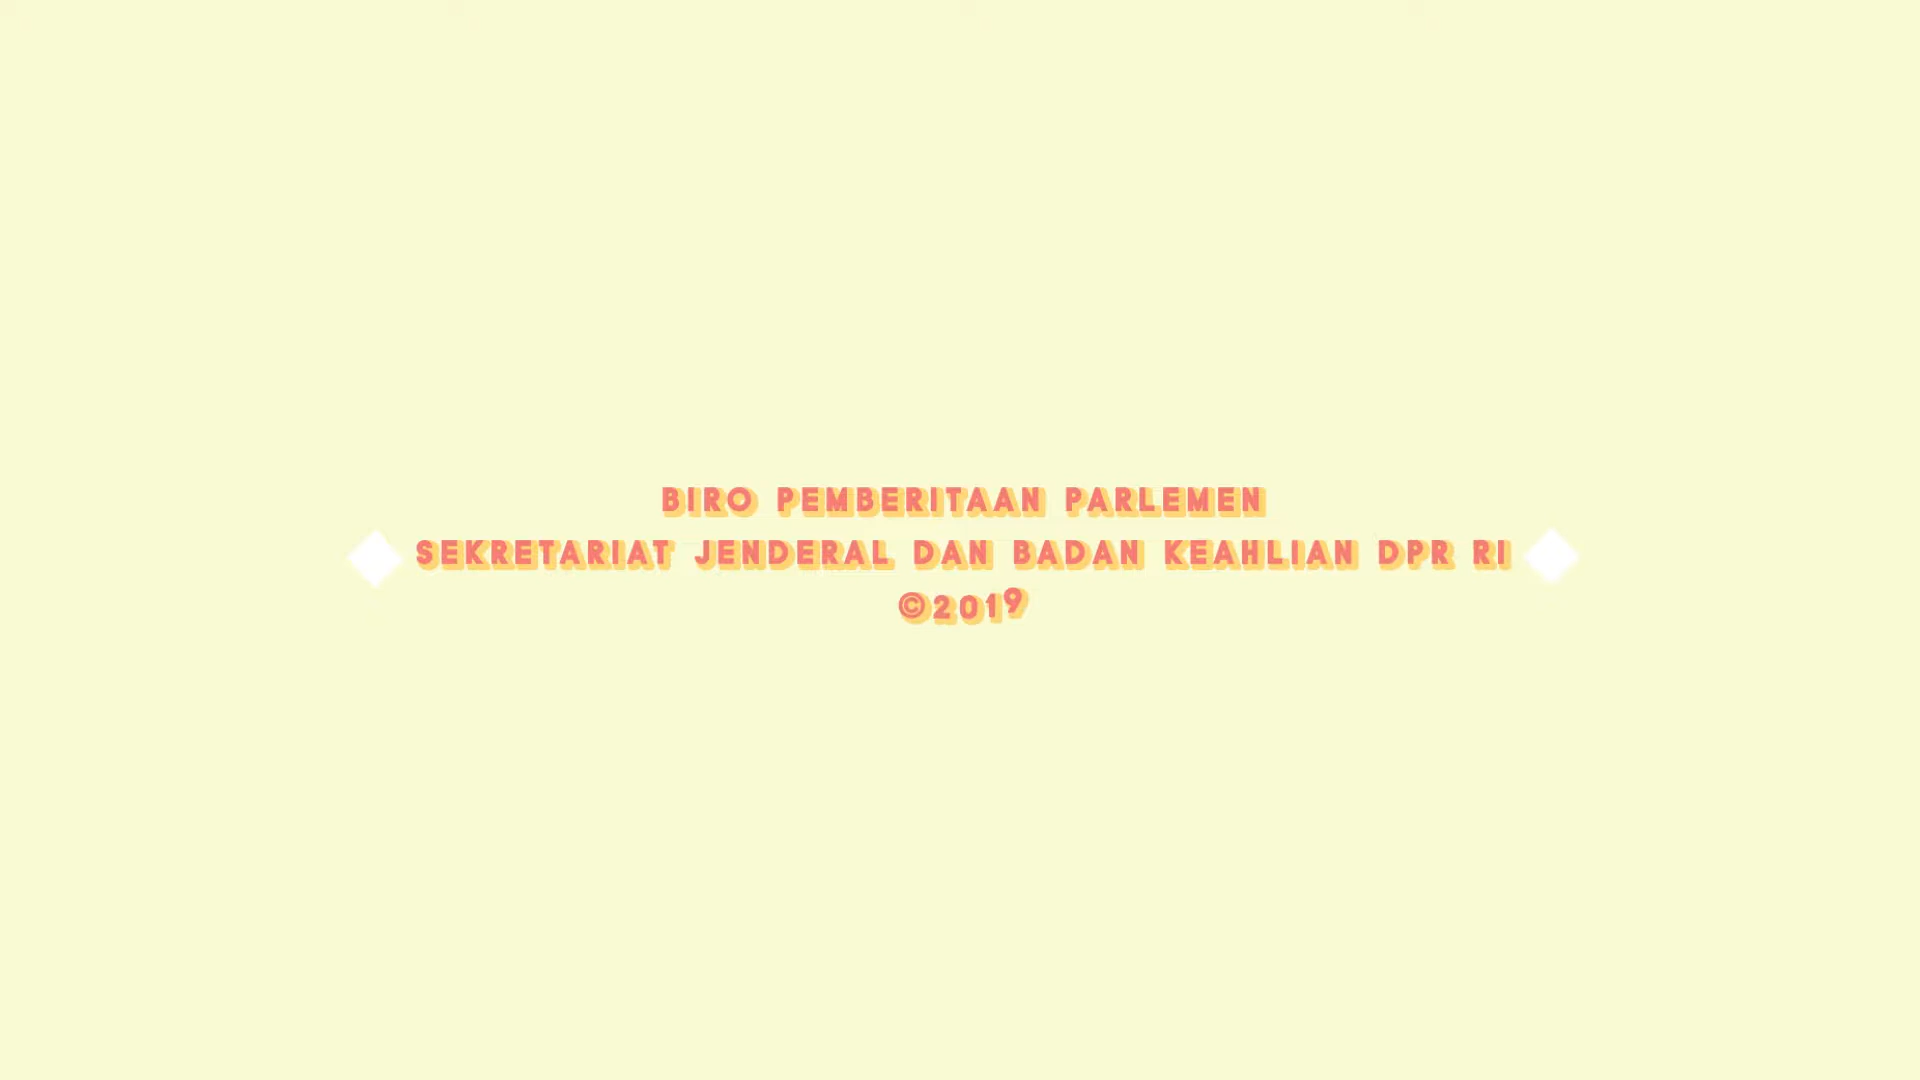 BIRO PEMBERITAAN PARLEMEN
SEKRETARIAT JENDERAL DAN BADAN KEAHLIAN DPR RI
©2019